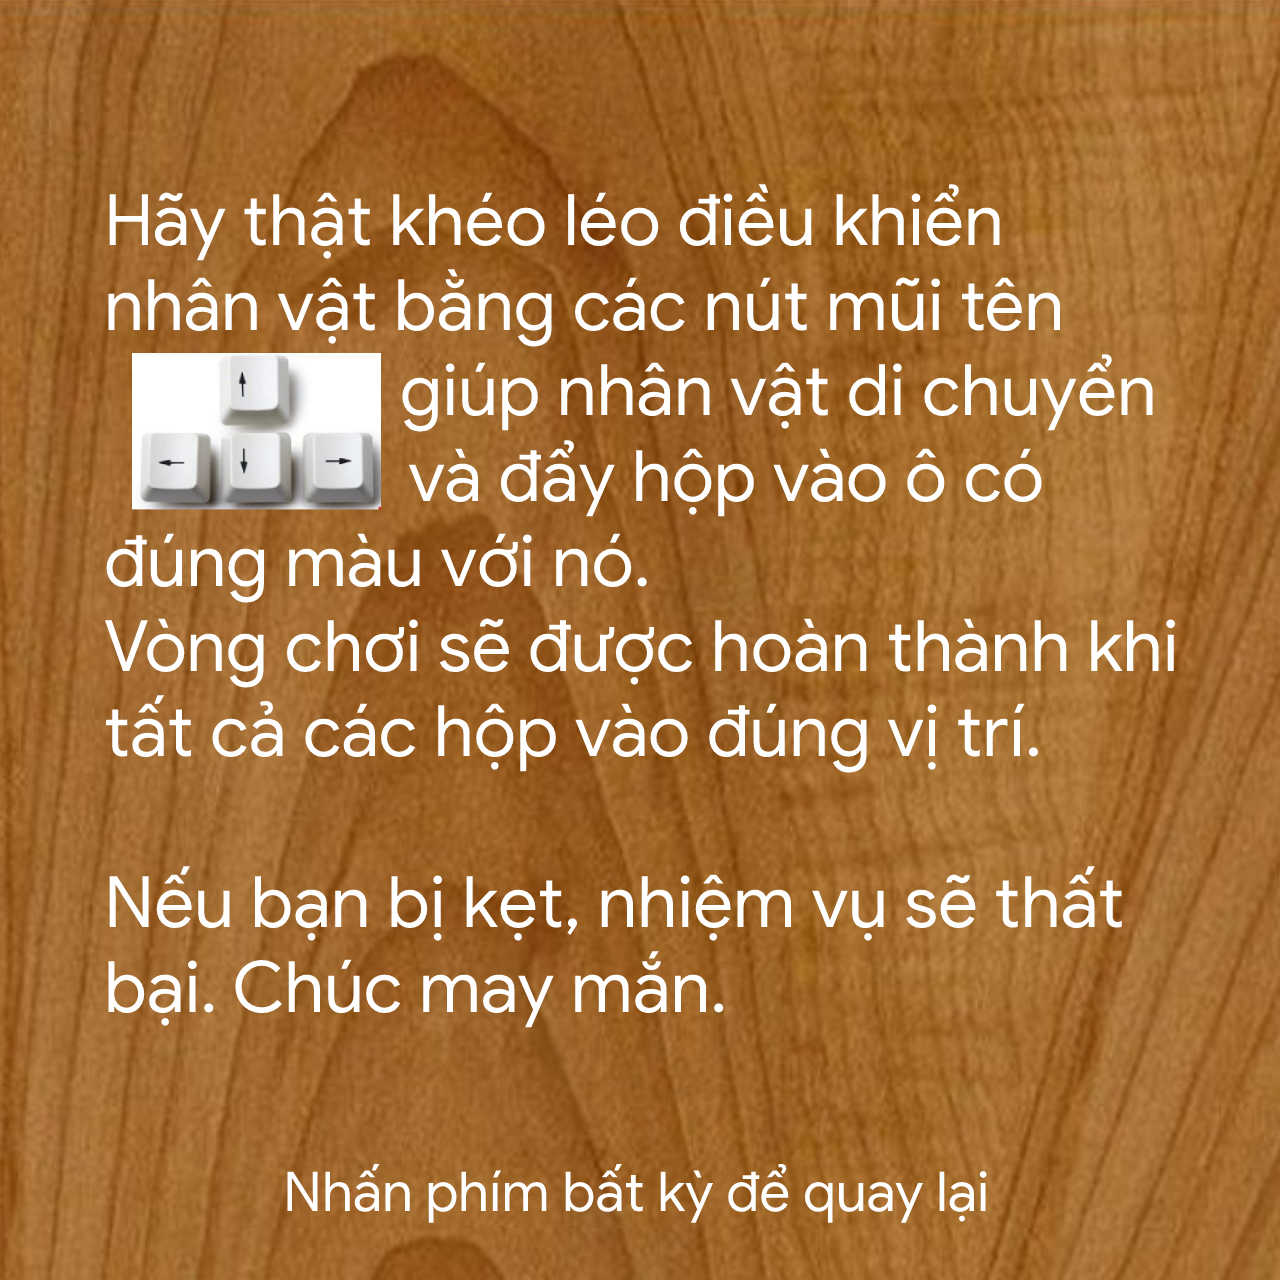 Hãy thật khéo léo điều khiển
nhân vật bằng các nút mũi tên
giúp nhân vật di chuyển
và đẩy hộp vào ô có
đúng màu với nó.
Vòng chơi sẽ được hoàn thành khi
tất cả các hộp vào đúng vị trí.
Nếu bạn bị kẹt, nhiệm vụ sẽ thất
bại. Chúc may mắn.
Nhấn phím bất kỳ để quay lại